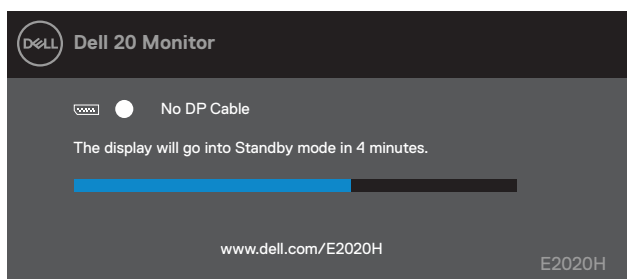 DELL Dell 20 Monitor
No DP Cable
The display will go into Standby mode in 4 minutes.
www.dell.com/E2020H
E2020H